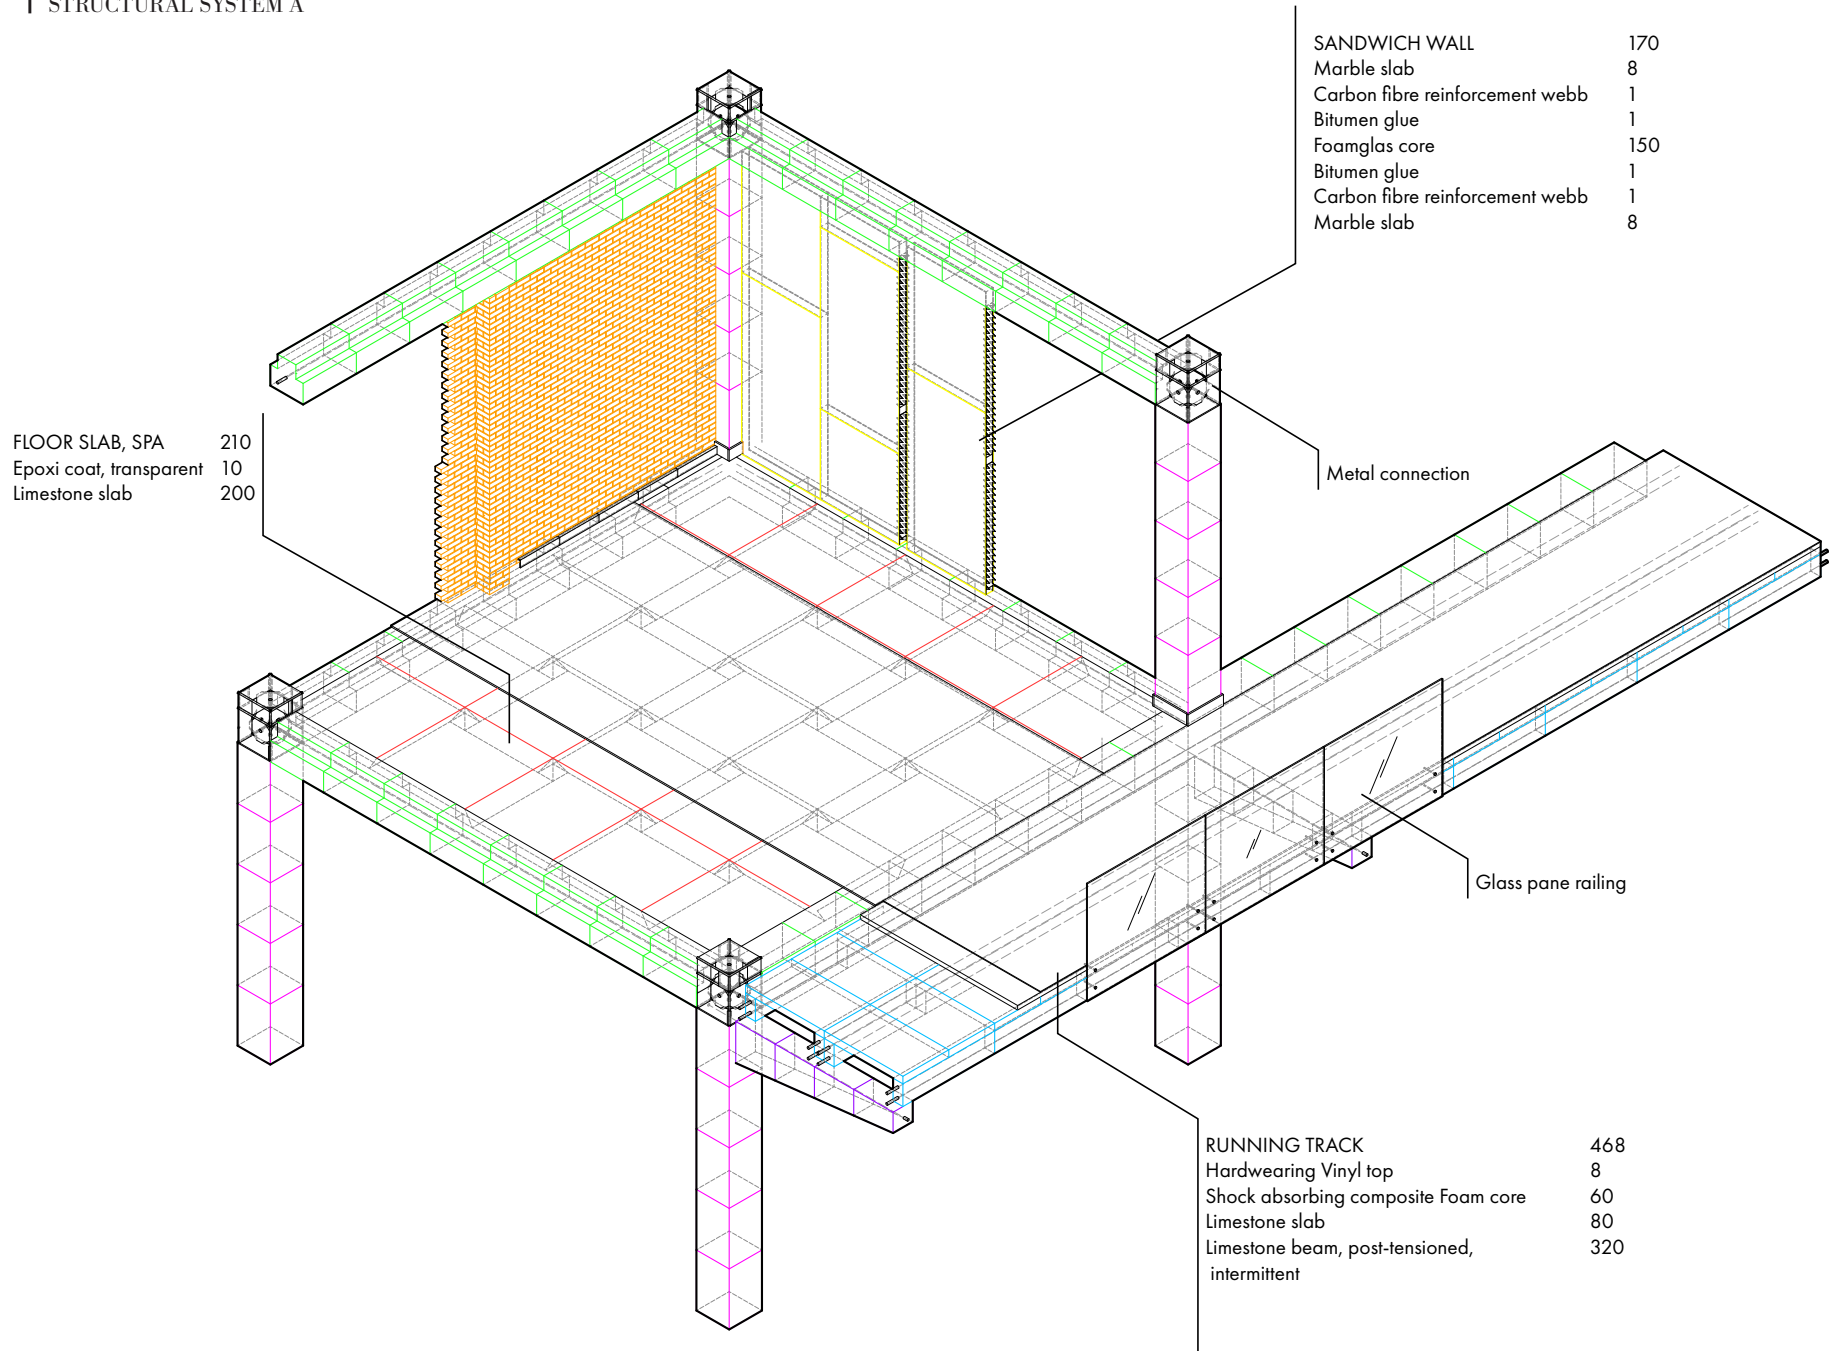 STRUCTURAL SYSTEM A
SANDWICH WALL 170
Marble slab 8
Carbon fibre reinforcement webb 1
Bitumen glue 1
Foamglas core 150
Bitumen glue 1
Carbon fibre reinforcement webb 1
Marble slab 8
FLOOR SLAB, SPA 210
Epoxi coat, transparent 10
Limestone slab 200
Metal connection
Glass pane railing
RUNNING TRACK 468
Hardwearing Vinyl top 8
Shock absorbing composite Foam core 60
Limestone slab 80
Limestone beam, post-tensioned, 320
intermittent